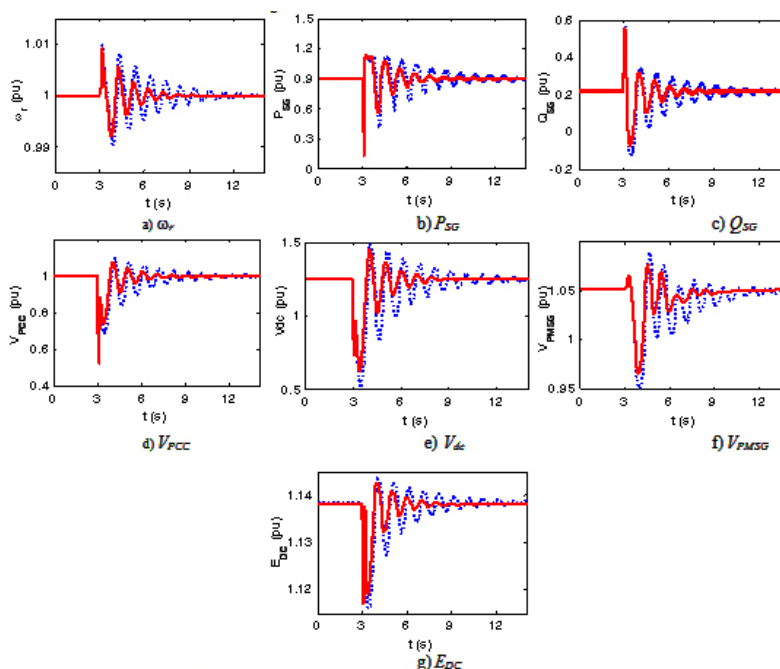 1.01
1
0.99
ωr (pu)
0 3 6 9 12
t (s)
a) ωr
1.5
1.2
0.9
0.6
0.3
0
PSG (pu)
0 3 6 9 12
t (s)
b) PSG
0.6
0.4
0.2
0
-0.2
QSG (pu)
0 3 6 9 12
t (s)
c) QSG
1
0.8
0.6
0.4
VPCC (pu)
0 3 6 9 12
t (s)
d) VPCC
1.5
1
0.5
Vdc (pu)
0 3 6 9 12
t (s)
e) Vdc
1.05
1
0.95
VPMSG (pu)
0 3 6 9 12
t (s)
f) VPMSG
1.14
1.13
1.12
EDC (pu)
0 3 6 9 12
t (s)
g) EDC